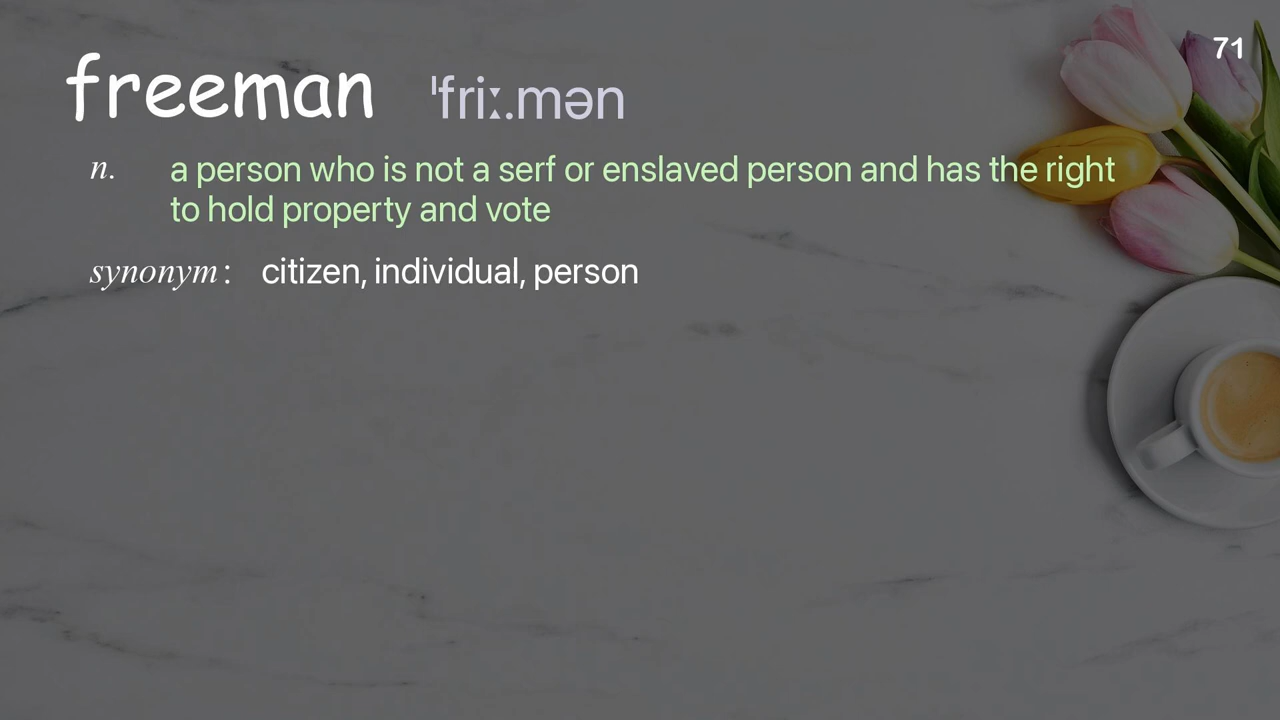 71
freeman ˈfriː.mən
n. a person who is not a serf or enslaved person and has the right
to hold property and vote
synonym: citizen, individual, person